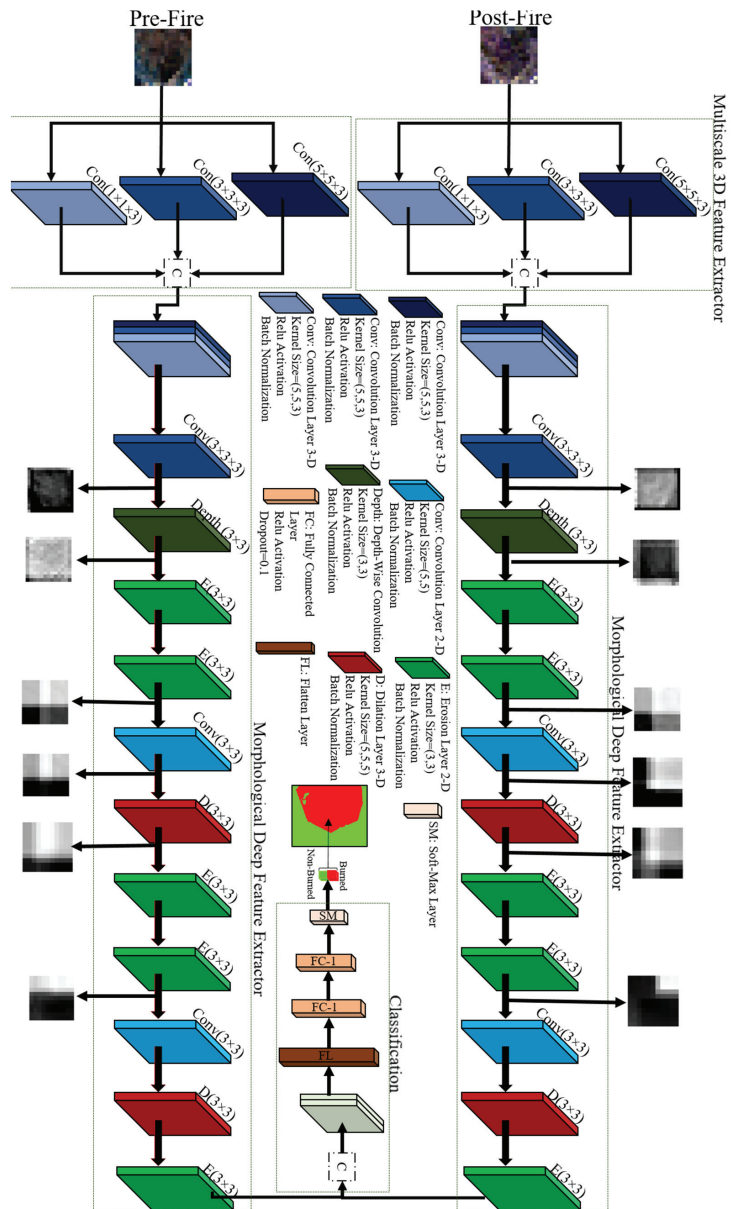 Pre-Fire
Post-Fire
Multiscale 3D Feature Extractor
Con(1×1×3)
Con(3×3×3)
Con(5×5×3)
Con(1×1×3)
Con(3×3×3)
Con(5×5×3)
C
C
Conv: Convolution Layer 3-D
Kernel Size=(5,5,3)
Relu Activation
Batch Normalization
Conv: Convolution Layer 3-D
Kernel Size=(5,5,3)
Relu Activation
Batch Normalization
Conv: Convolution Layer 3-D
Kernel Size=(5,5,3)
Relu Activation
Batch Normalization
Conv: Convolution Layer 2-D
Kernel Size=(5,5)
Relu Activation
Batch Normalization
Depth: Depth-Wise Convolution
Kernel Size=(3,3)
Relu Activation
Batch Normalization
FC: Fully Connected
Layer
Relu Activation
Dropout=0.1
E: Erosion Layer 2-D
Kernel Size=(3,3)
Relu Activation
Batch Normalization
D: Dilation Layer 3-D
Kernel Size=(5,5,5)
Relu Activation
Batch Normalization
FL: Flatten Layer
SM: Soft-Max Layer
Morphological Deep Feature Extractor
Conv(3×3×3)
Depth (3×3)
E(3×3)
E(3×3)
Conv(3×3)
D(3×3)
E(3×3)
E(3×3)
Conv(3×3)
D(3×3)
E(3×3)
Morphological Deep Feature Extractor
Conv(3×3×3)
Depth (3×3)
E(3×3)
E(3×3)
Conv(3×3)
D(3×3)
E(3×3)
E(3×3)
Conv(3×3)
D(3×3)
E(3×3)
Classification
C
FL
FC-1
FC-1
SM
Burned
Non-Burned